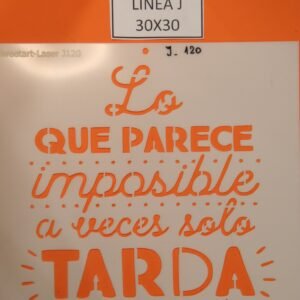 LINEA J
30X30
J-120
Lo
QUE PARECE
imposible
a veces solo
TARDA